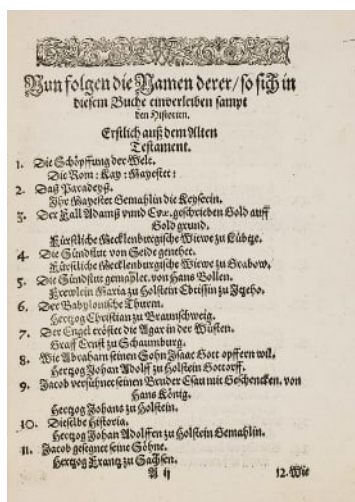 Nun folgen die Namen derer/ so sich in
diesem Buche einverleiben sampt
den Historien.
Erstlich auß dem Alten
Testament.
1. Die Schöpffung der Welt.
Die Röm: Kay: Mayestet:
2. Daß Paradeyß.
Ihr Mayestet Gemahlin die Keyserin.
3. Der Fall Adamß vnnd Evæ, geschrieben Gold auff
Gold grund.
Fürstliche Mecklenburgische Wittwe zu Lübtze.
4. Die Sündflut von Seide genehet.
Fürstliche Mecklenburgische Wittwe zu Grabow.
5. Die Sündflut gemahlet. von Hans Bollen.
Frewlein Maria zu Holstein Ebtissin zu Itzeho.
6. Der Babylonische Thurm.
Hertzog Christian zu Braunschweig.
7. Der Engel tröstet die Agar in der Wüsten.
Graff Ernst zu Schaumburg.
8. Wie Abraham seinen Sohn Isaac Gott opffern wil.
Hertzog Johan Adolff zu Holstein Gottorff.
9. Jacob versühnet seinen Bruder Esau mit Geschencken. von
Hans König.
Hertzog Johans zu Holstein.
10. Dieselbe Historia.
Hertzog Johan Adolffen zu Holstein Gemahlin.
11. Jacob gesegnet seine Söhne.
Hertzog Frantz zu Sachsen.
A ij 12. Wie